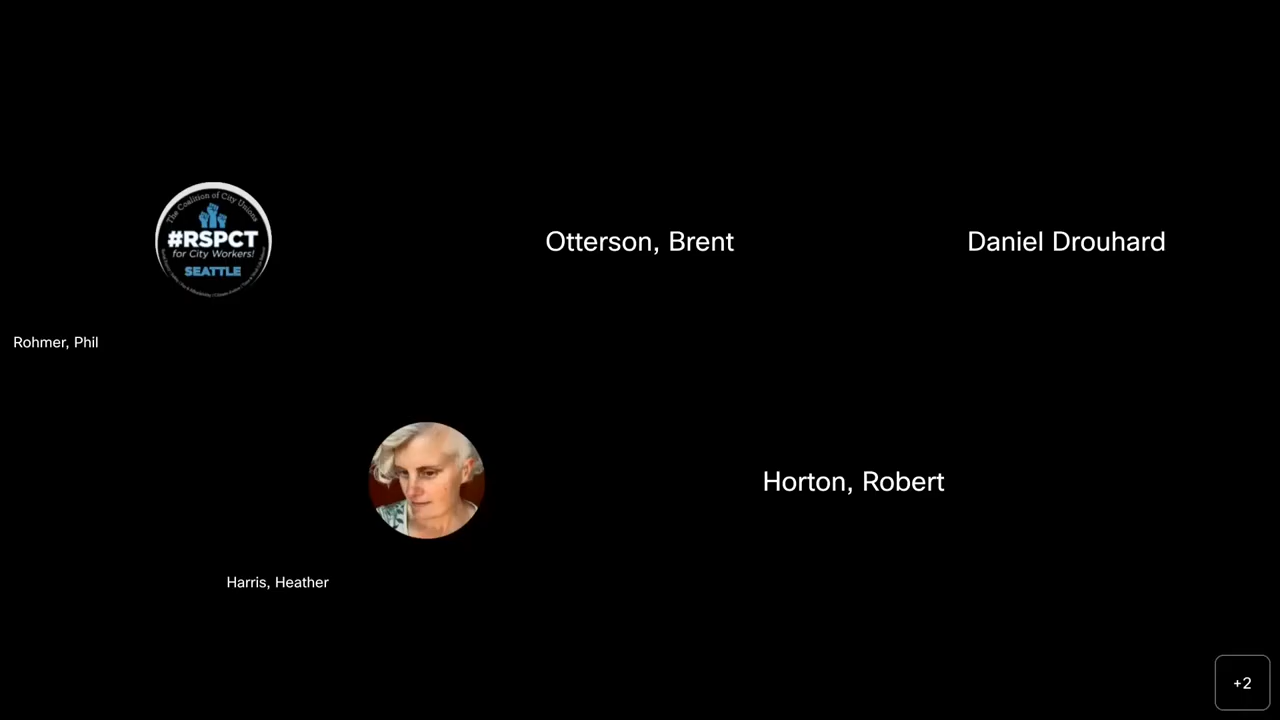 The Coalition of City Unions
#RSPCT
for City Workers!
SEATTLE
Otterson, Brent
Daniel Drouhard
Rohmer, Phil
Horton, Robert
Harris, Heather
+2